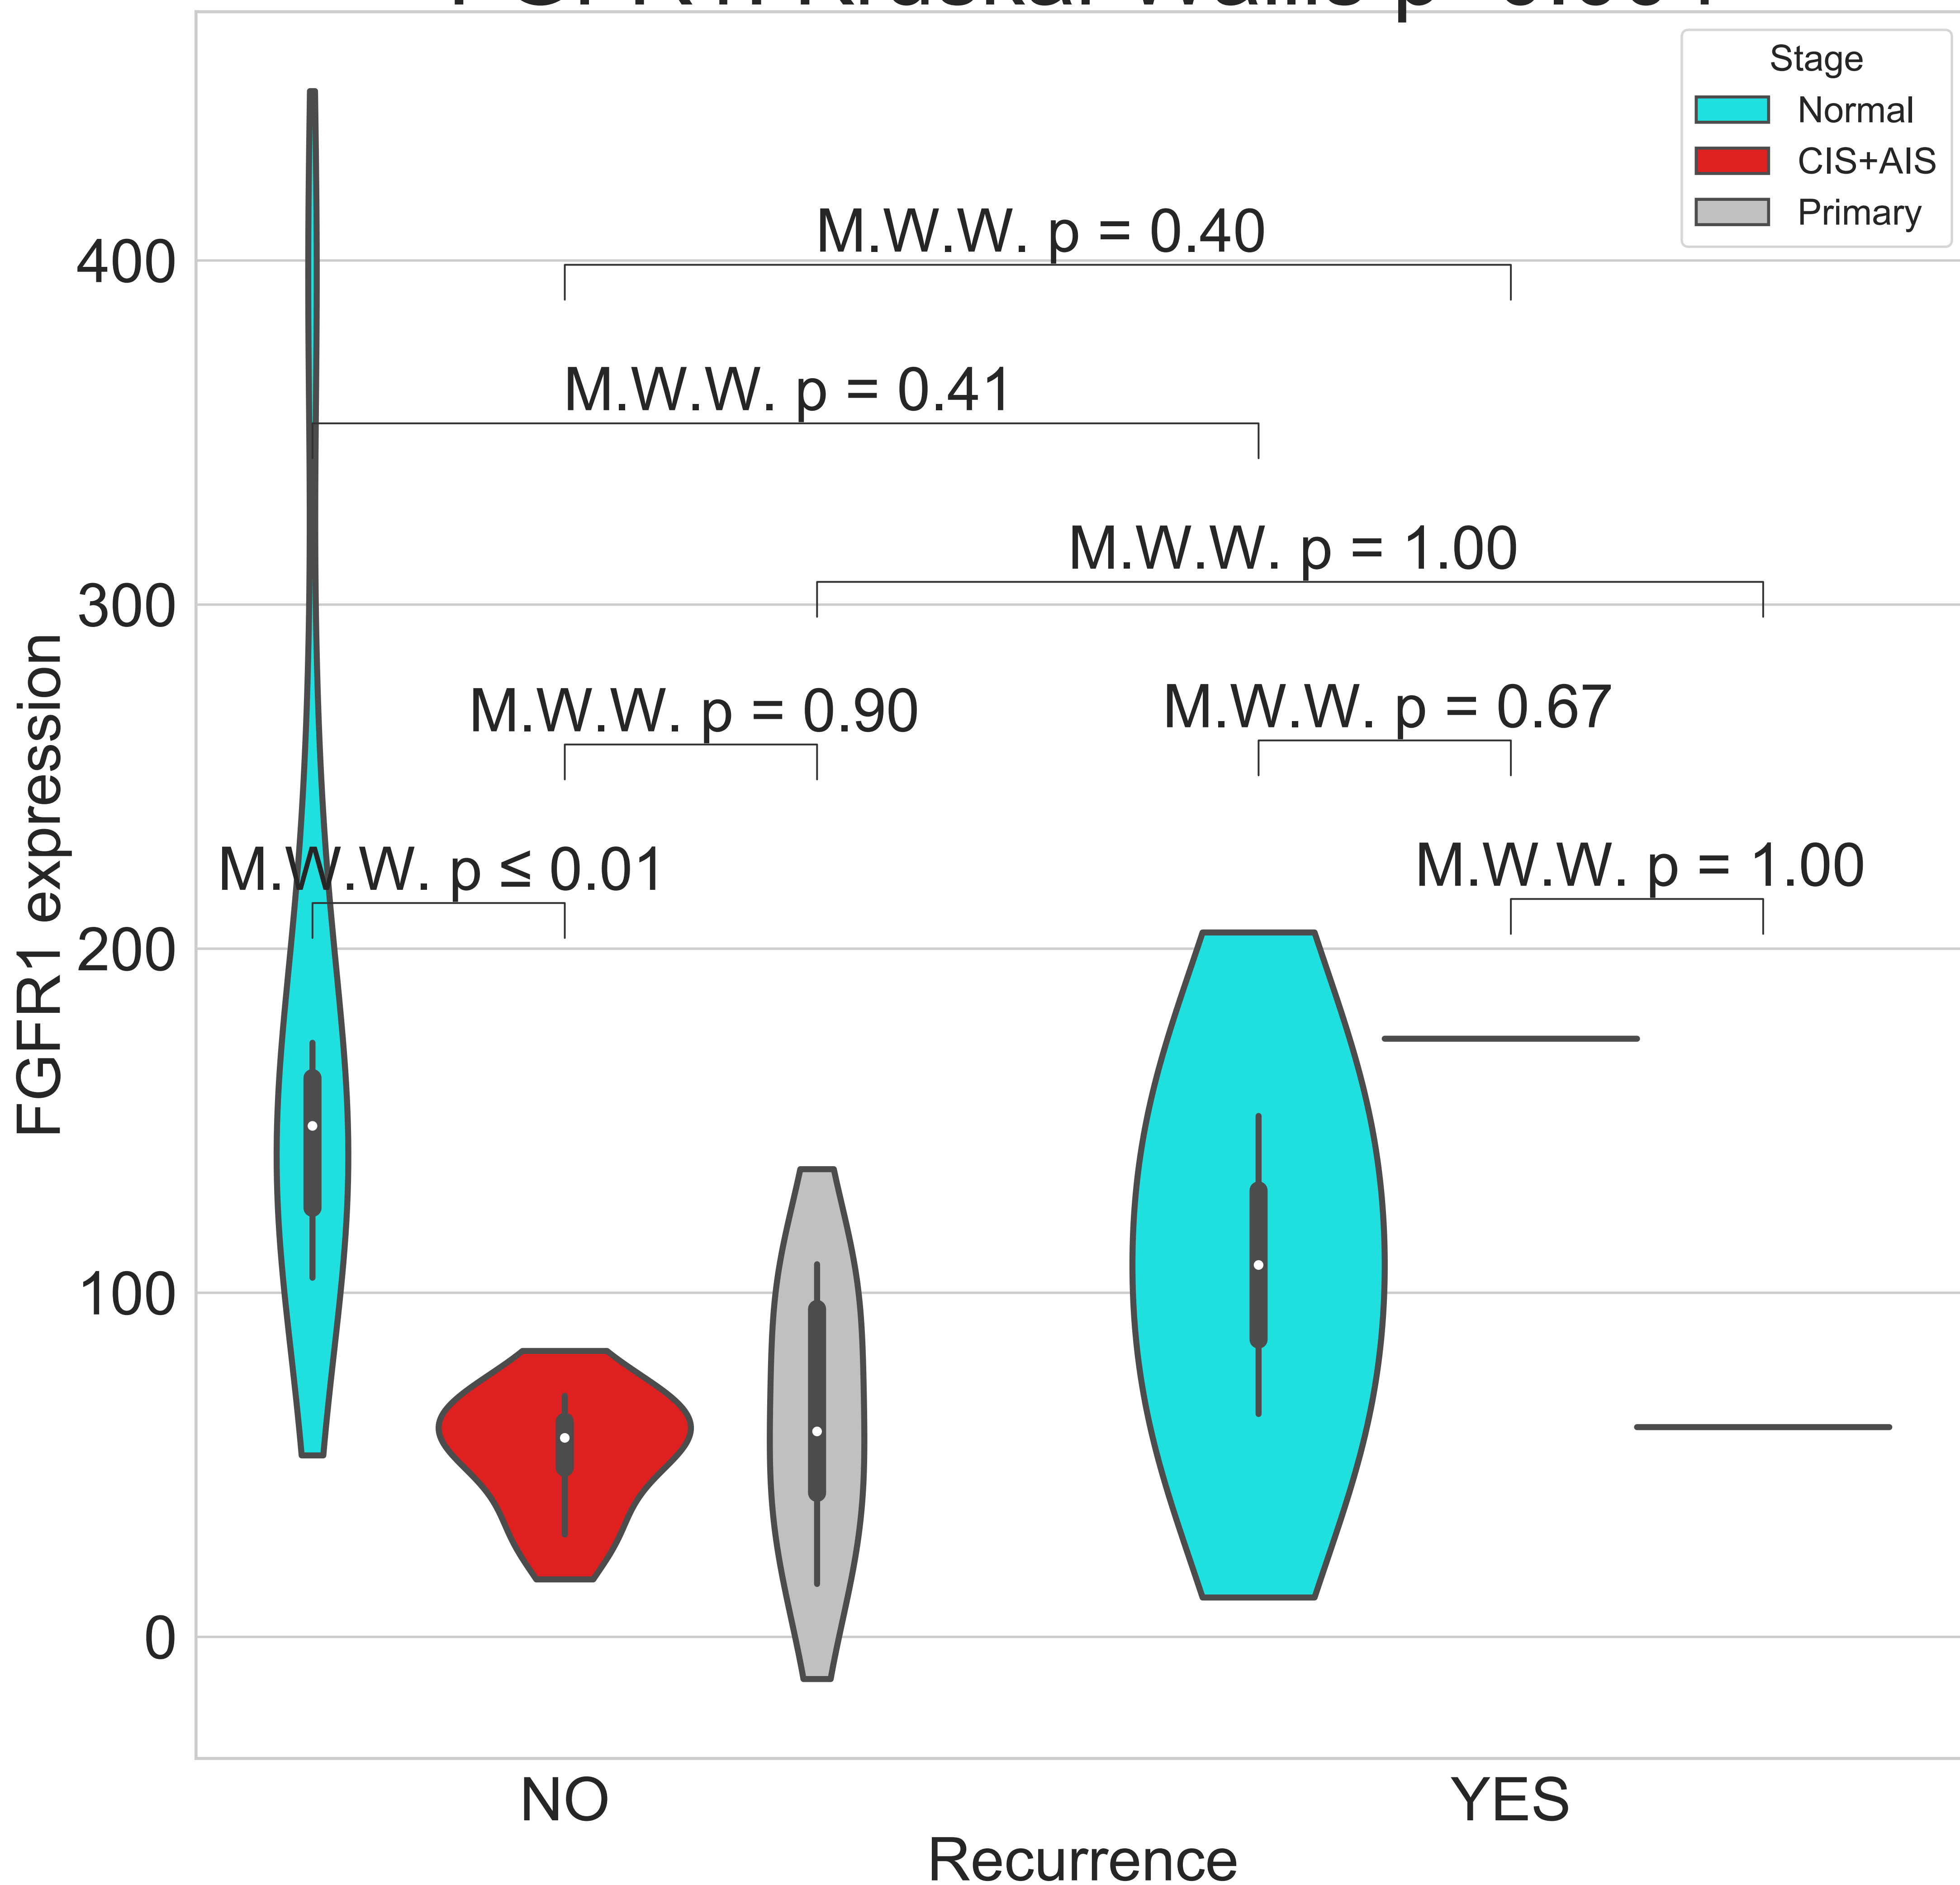 Stage
Normal
CIS+AIS
Primary
M.W.W. p = 0.40
400
M.W.W. p = 0.41
M.W.W. p = 1.00
300
M.W.W. p = 0.90
M.W.W. p = 0.67
FGFR1 expression
M.W.W. p ≤ 0.01
M.W.W. p = 1.00
200
100
0
NO
YES
Recurrence